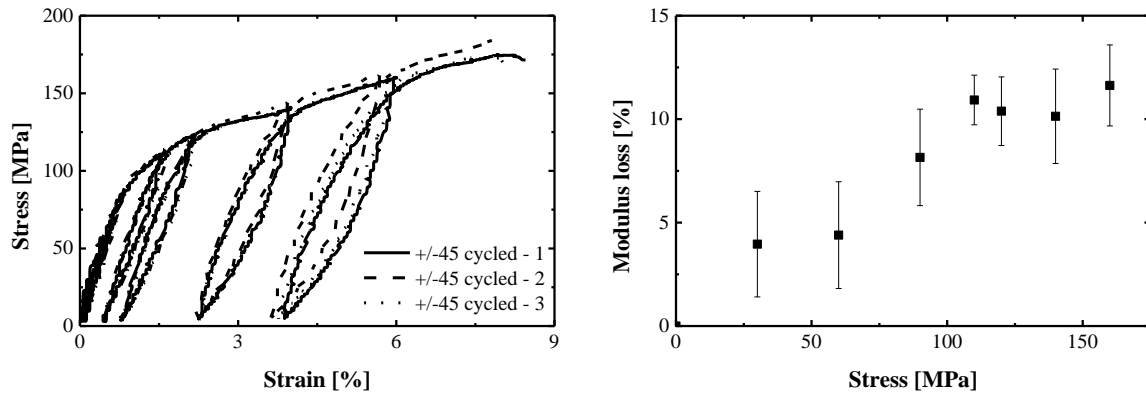 200
150
100
50
0
Stress [MPa]
0 3 6 9
Strain [%]
+/-45 cycled - 1
+/-45 cycled - 2
+/-45 cycled - 3
15
10
5
0
Modulus loss [%]
0 50 100 150
Stress [MPa]